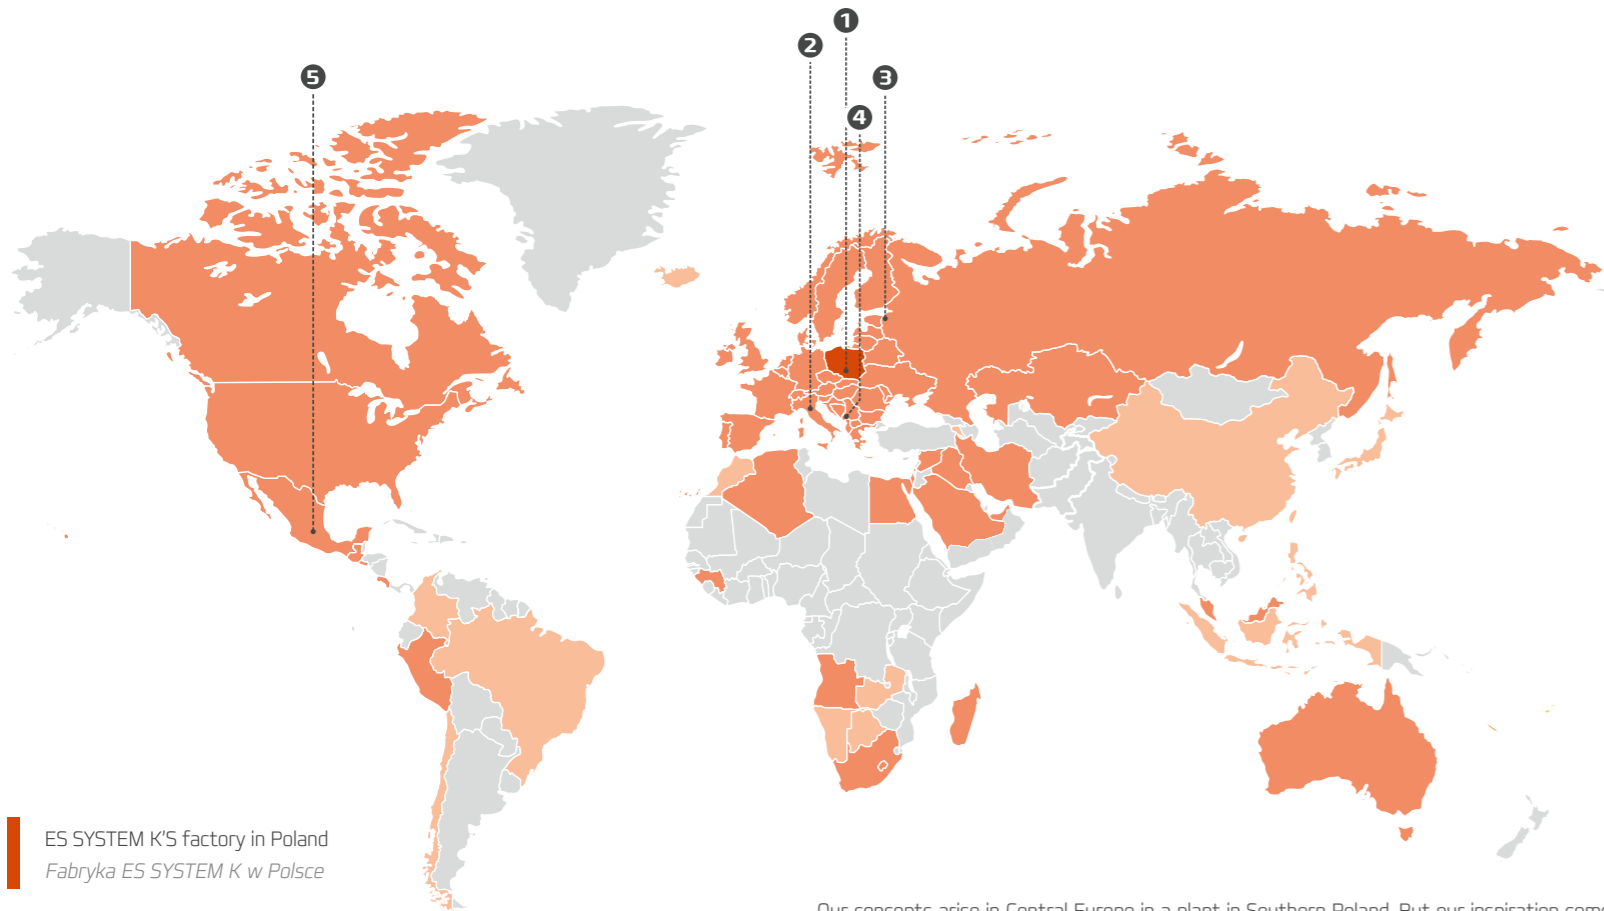 1
2
3
5
4
ES SYSTEM K'S factory in Poland
Fabryka ES SYSTEM K w Polsce
Our concepts arise in Central Europe in a plant in Southern Poland. But our inspiration